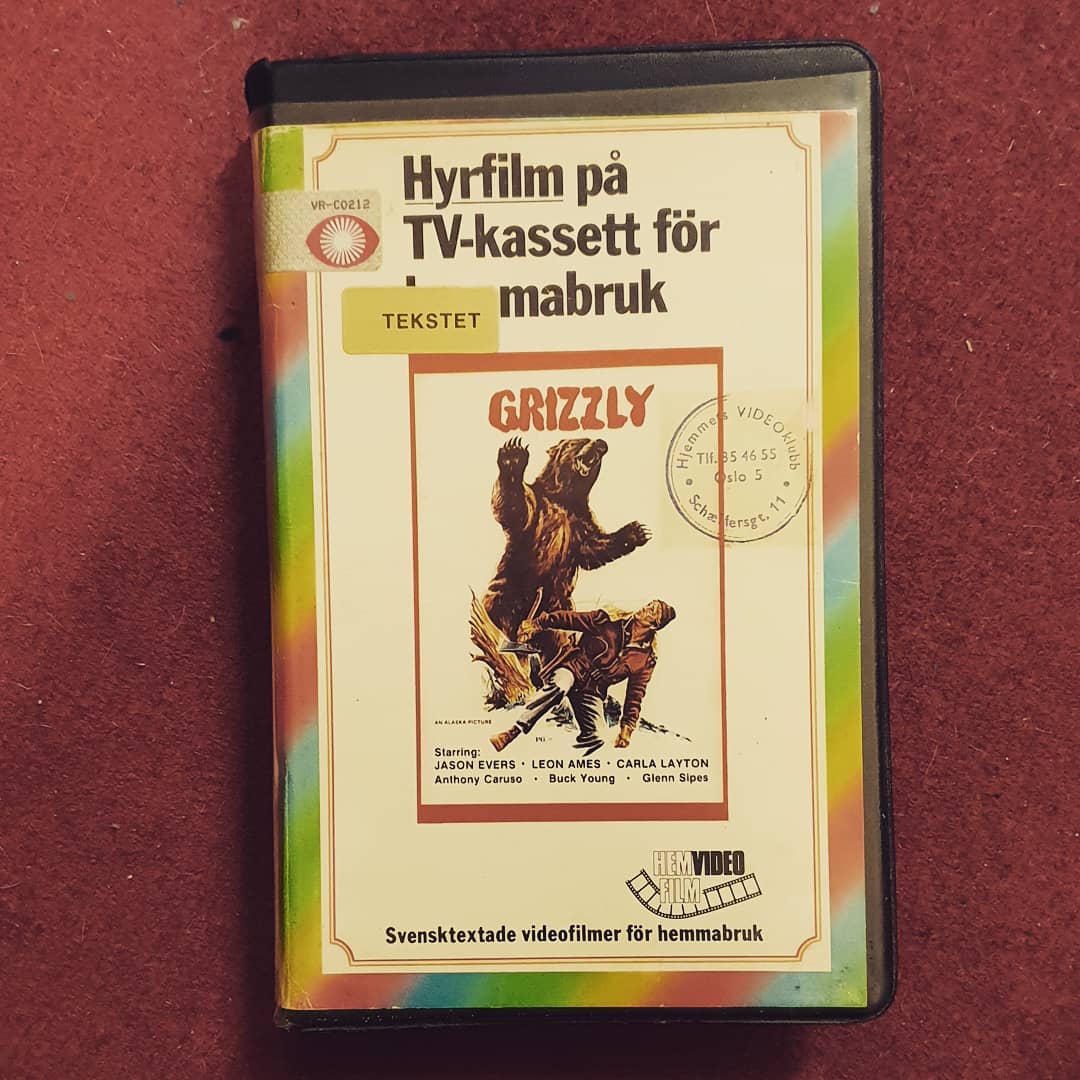 Hyrfilm på
TV-kassett för
mabruk
VR-C0212
TEKSTET
GRIZZLY
Hjemmets VIDEOklubb
Tlf. 35 46 55
Oslo 5
11
AN ALASKA PICTURE
PG
Starring:
JASON EVERS · LEON AMES · CARLA LAYTON
Anthony Caruso · Buck Young · Glenn Sipes
HEMVIDEO
FILM
Svensktextade videofilmer för hemmabruk